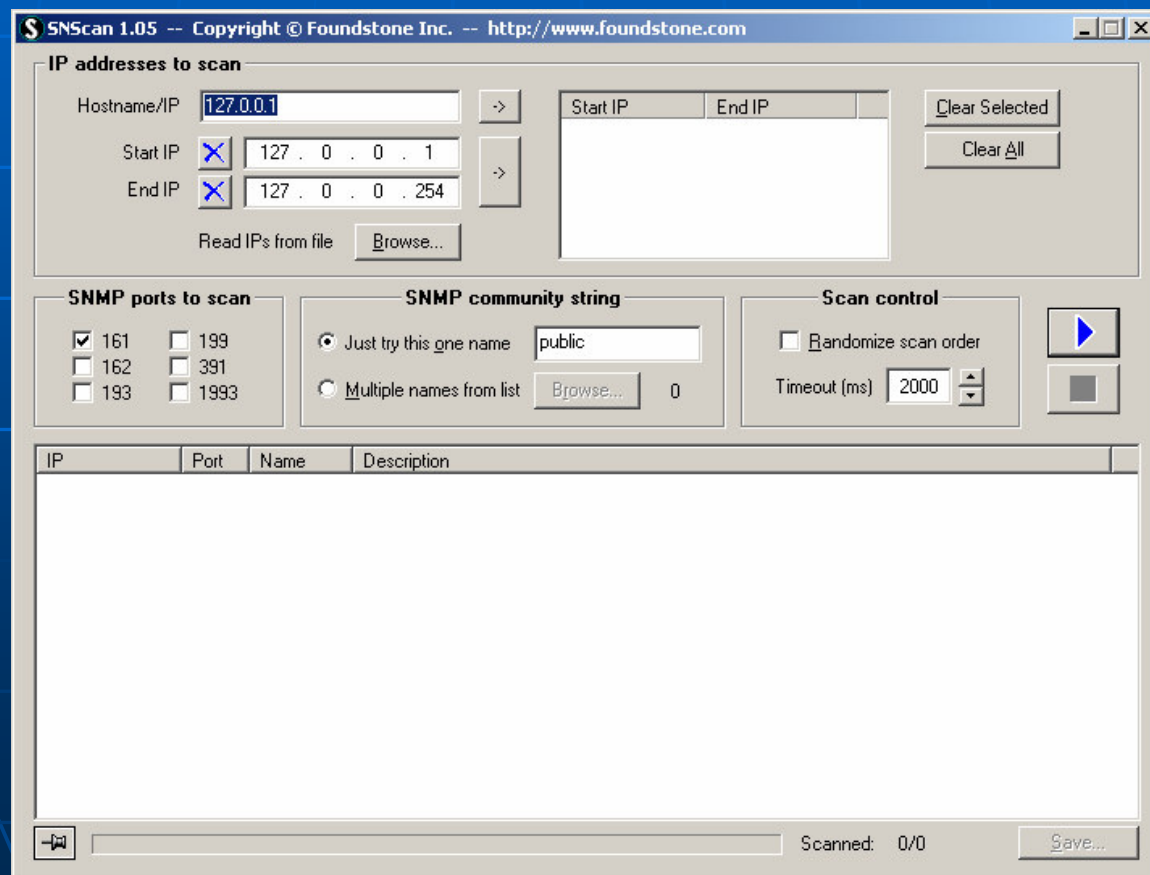 SNScan 1.05 -- Copyright © Foundstone Inc. -- http://www.foundstone.com
IP addresses to scan
Hostname/IP 127.0.0.1 ->
Start IP 127 . 0 . 0 . 1
End IP 127 . 0 . 0 . 254
->
Read IPs from file Browse...
Start IP End IP
Clear Selected
Clear All
SNMP ports to scan
161 199
162 391
193 1993
SNMP community string
Just try this one name public
Multiple names from list Browse... 0
Scan control
Randomize scan order
Timeout (ms) 2000
IP Port Name Description
Scanned: 0/0 Save...